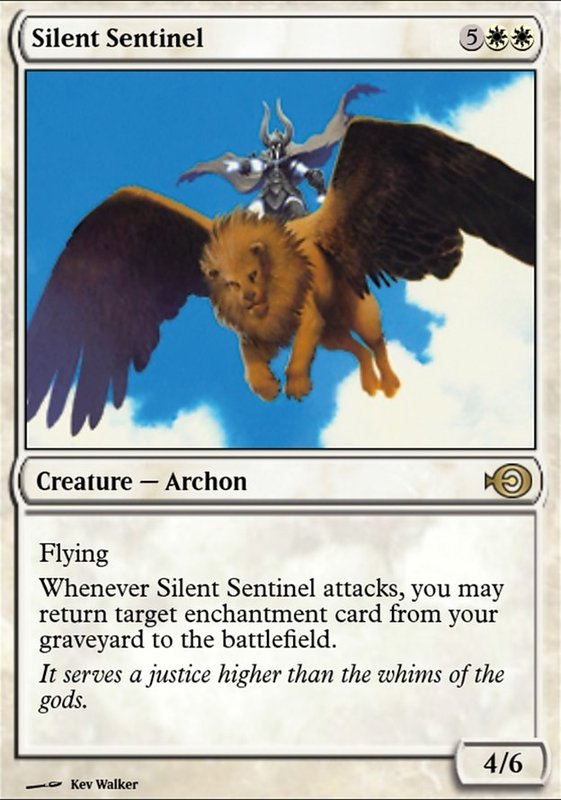 Silent Sentinel 5
Creature — Archon
Flying
Whenever Silent Sentinel attacks, you may
return target enchantment card from your
graveyard to the battlefield.
It serves a justice higher than the whims of the
gods.
4/6
Kev Walker